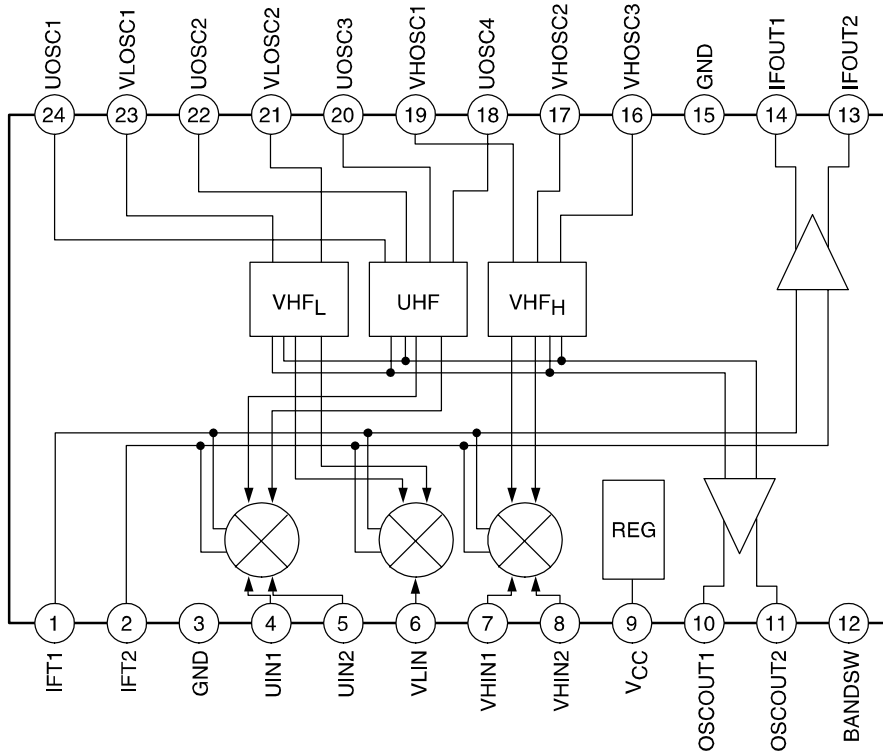 UOSC1
VLOSC1
UOSC2
VLOSC2
UOSC3
VHOSC1
UOSC4
VHOSC2
VHOSC3
GND
IFOUT1
IFOUT2
24
23
22
21
20
19
18
17
16
15
14
13
VHFL
UHF
VHFH
REG
1
2
3
4
5
6
7
8
9
10
11
12
IFT1
IFT2
GND
UIN1
UIN2
VLIN
VHIN1
VHIN2
VCC
OSCOUT1
OSCOUT2
BANDSW